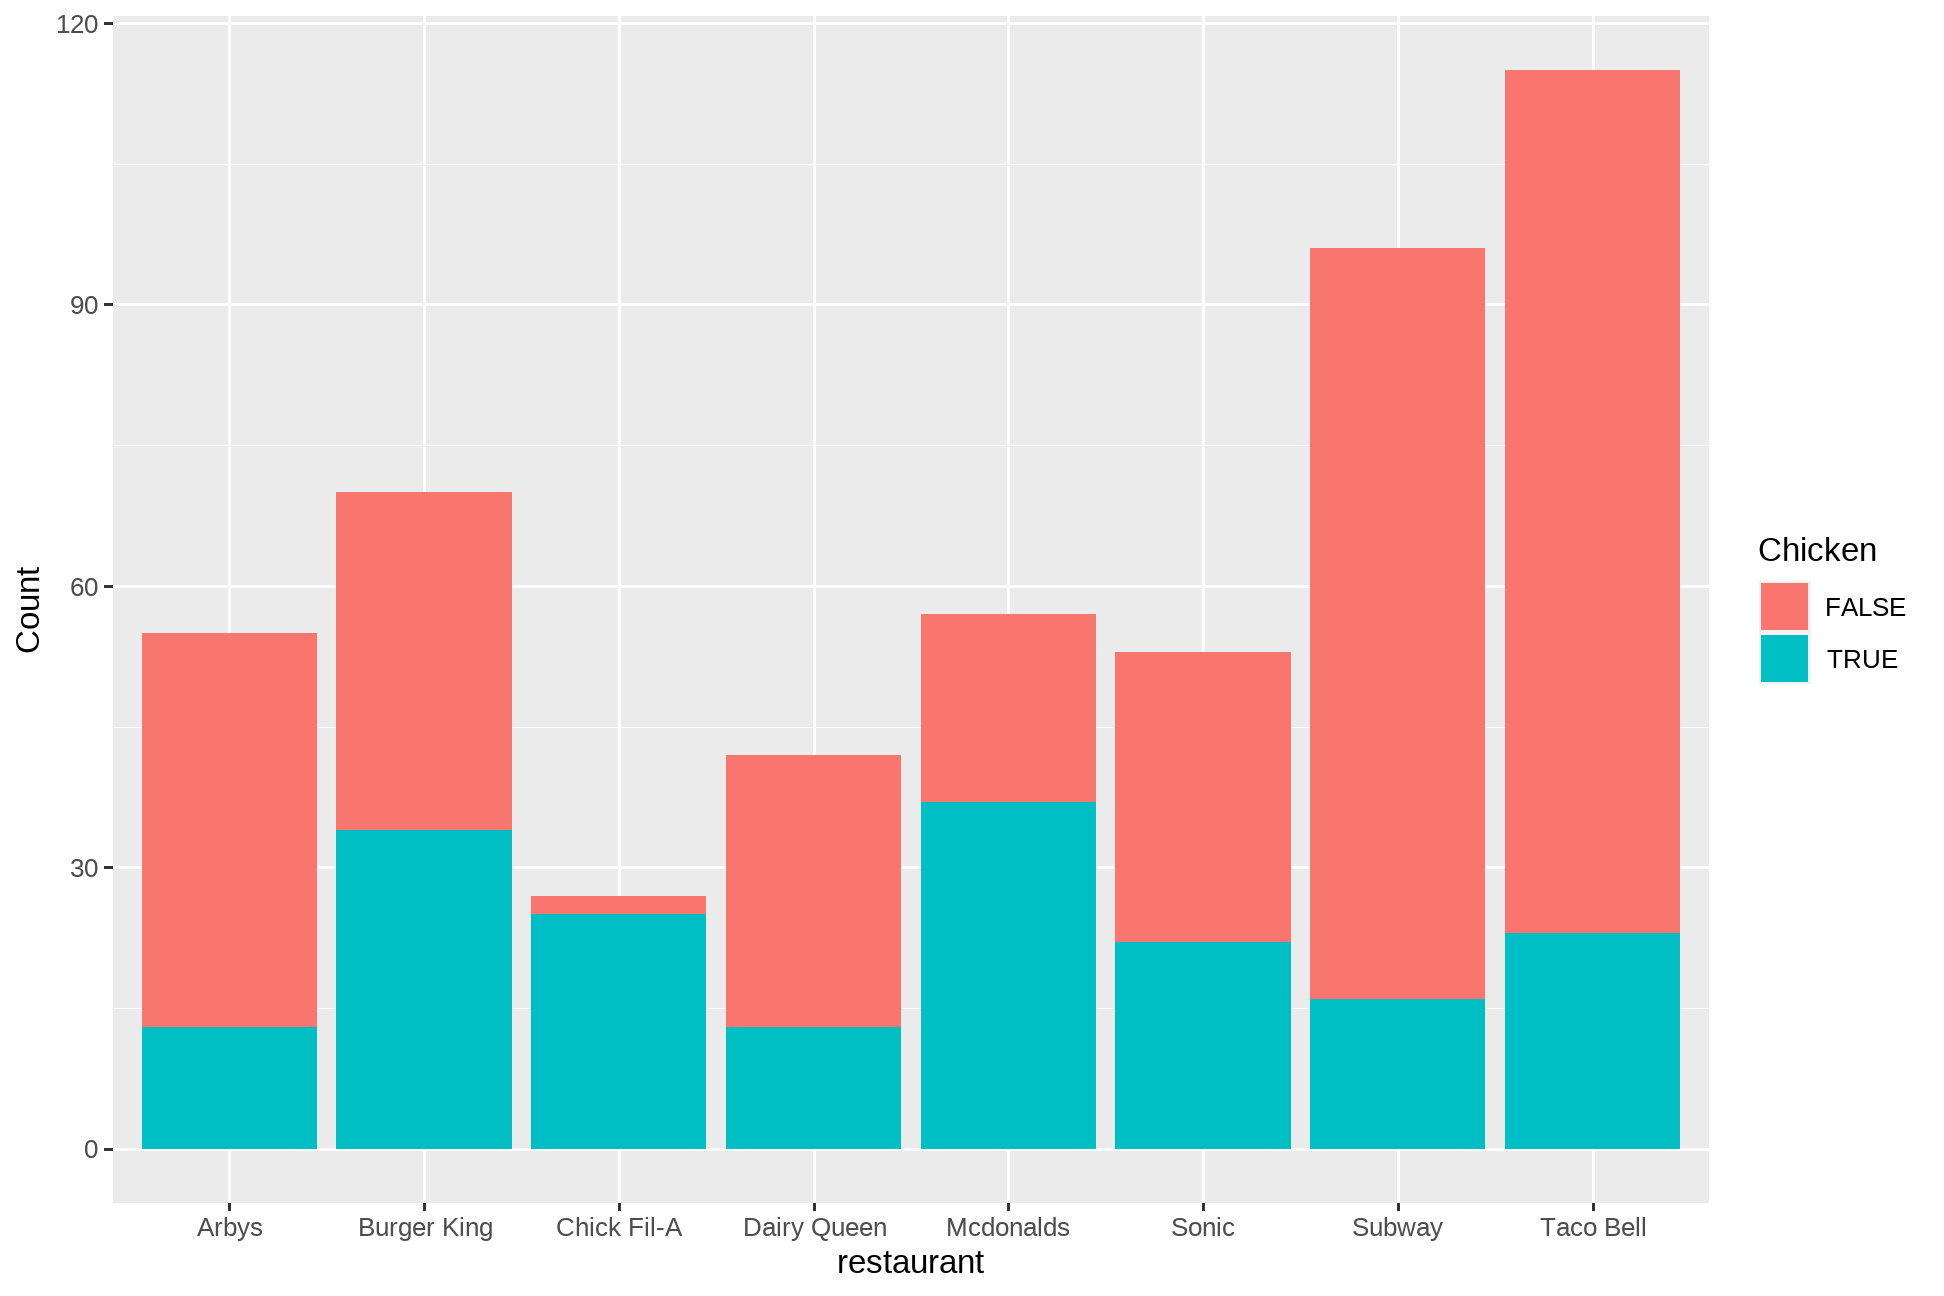 120
90
60
30
0
Count
Arbys
Burger King
Chick Fil-A
Dairy Queen
Mcdonalds
Sonic
Subway
Taco Bell
restaurant
Chicken
FALSE
TRUE